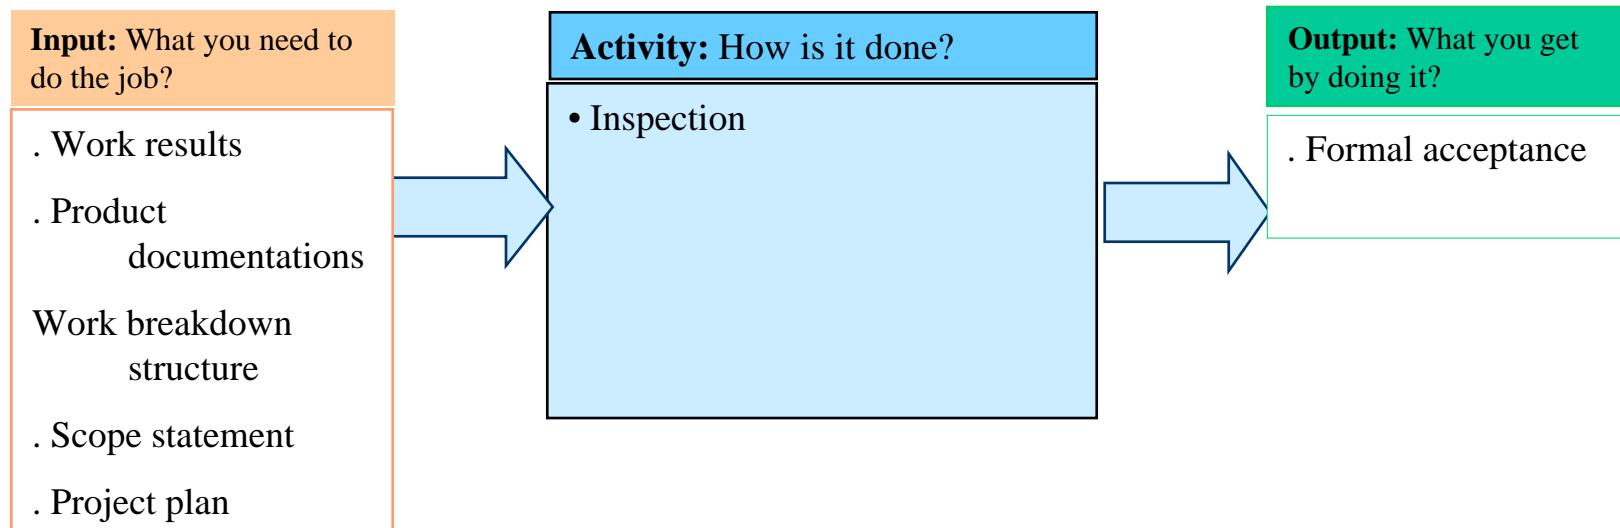 Input: What you need to
do the job?
. Work results
. Product
documentations
Work breakdown
structure
. Scope statement
. Project plan
Activity: How is it done?
• Inspection
Output: What you get
by doing it?
. Formal acceptance